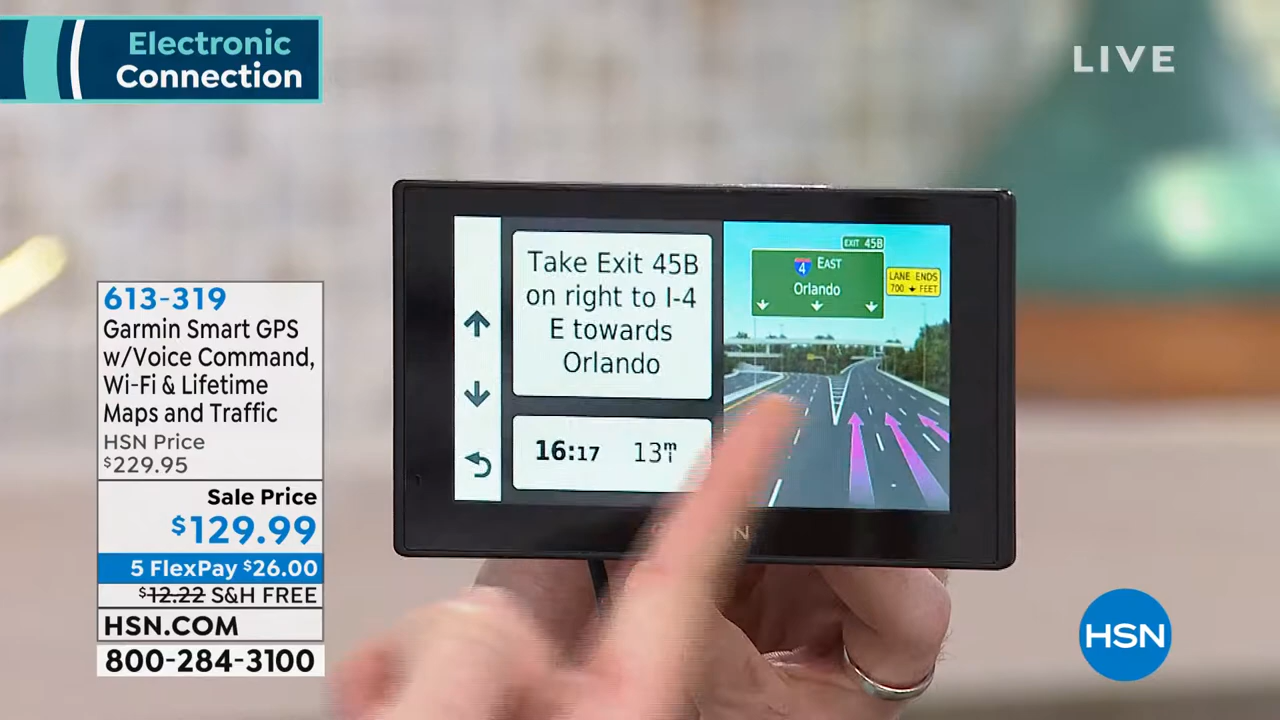 Electronic
Connection
LIVE
613-319
Garmin Smart GPS
w/Voice Command,
Wi-Fi & Lifetime
Maps and Traffic
HSN Price
$229.95
Sale Price
$129.99
5 FlexPay $26.00
$12.22 S&H FREE
HSN.COM
800-284-3100
Take Exit 45B
on right to I-4
E towards
Orlando
16:17
EXIT 45B
4 EAST
Orlando
LANE ENDS
700 FEET
HSN